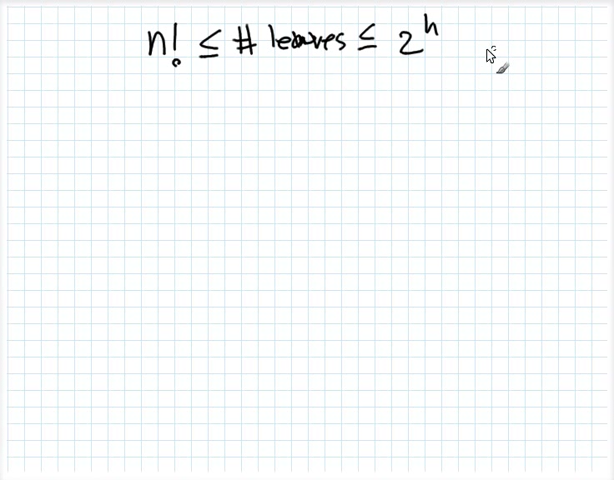 n! ≤ # leaves ≤ 2^h